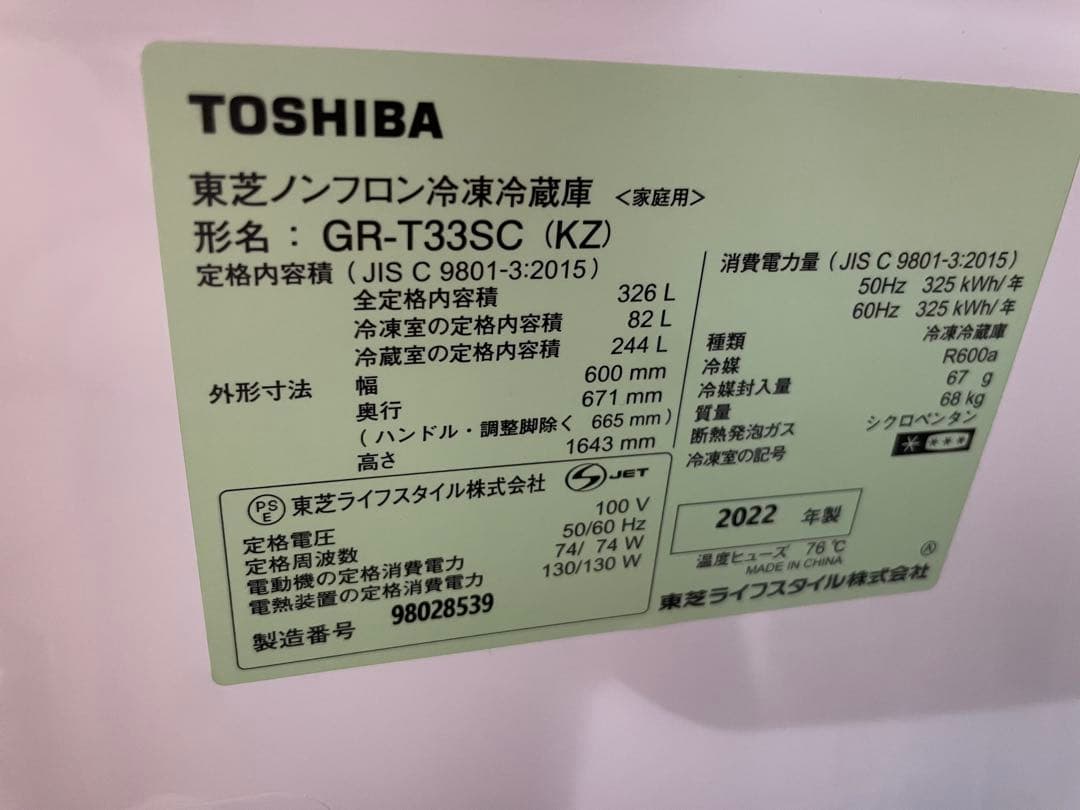 TOSHIBA
東芝ノンフロン冷凍冷蔵庫 <家庭用>
形名： GR-T33SC (KZ)
定格内容積 ( JIS C 9801-3:2015 )
全定格内容積 326 L
冷凍室の定格内容積 82 L
冷蔵室の定格内容積 244 L
外形寸法 幅 600 mm
奥行 671 mm
( ハンドル・調整脚除く 665 mm )
高さ 1643 mm
消費電力量 ( JIS C 9801-3:2015 )
50Hz 325 kWh/年
60Hz 325 kWh/年
種類 冷凍冷蔵庫
冷媒 R600a
冷媒封入量 67 g
質量 68 kg
断熱発泡ガス シクロペンタン
冷凍室の記号 * ***
PSE 東芝ライフスタイル株式会社 JET
定格電圧 100 V
定格周波数 50/60 Hz
電動機の定格消費電力 74/ 74 W
電熱装置の定格消費電力 130/130 W
製造番号 98028539
2022 年製
温度ヒューズ 76 ℃
MADE IN CHINA
Ⓐ
東芝ライフスタイル株式会社